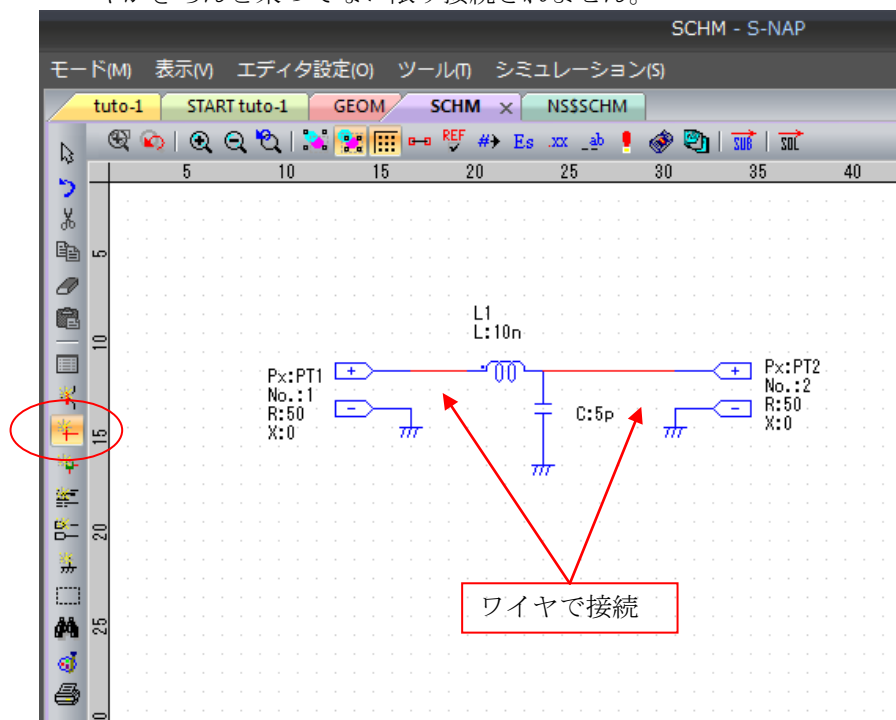 SCHM - S-NAP
モード(M) 表示(V) エディタ設定(O) ツール(T) シミュレーション(S)
tuto-1 START tuto-1 GEOM SCHM × NS$SCHM
REF # Es .xx _ab ! SUB SOL
5 10 15 20 25 30 35 40
5
10
15
20
25
L1
L:10n
Px:PT1
No.:1
R:50
X:0
+
-
C:5p
+
-
Px:PT2
No.:2
R:50
X:0
ワイヤで接続